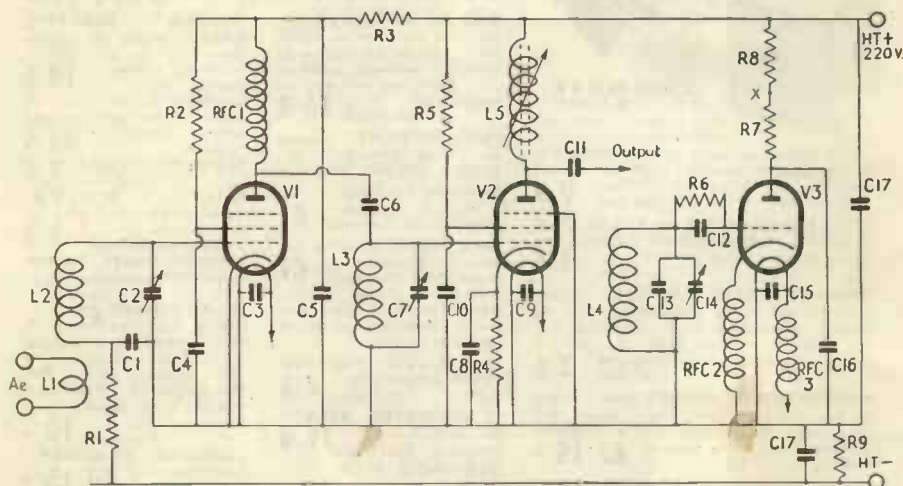 R3
HT+
220V.
R8
X
R7
R2
RFC1
R5
L5
C11
Output
V1
V2
V3
C6
R6
C12
C17
L2
C2
L3
C7
C13
C14
L4
C3
C5
C10
C9
C15
C1
C4
C8
R4
RFC2
RFC
3
C16
Ae
L1
R1
C17
R9
HT-